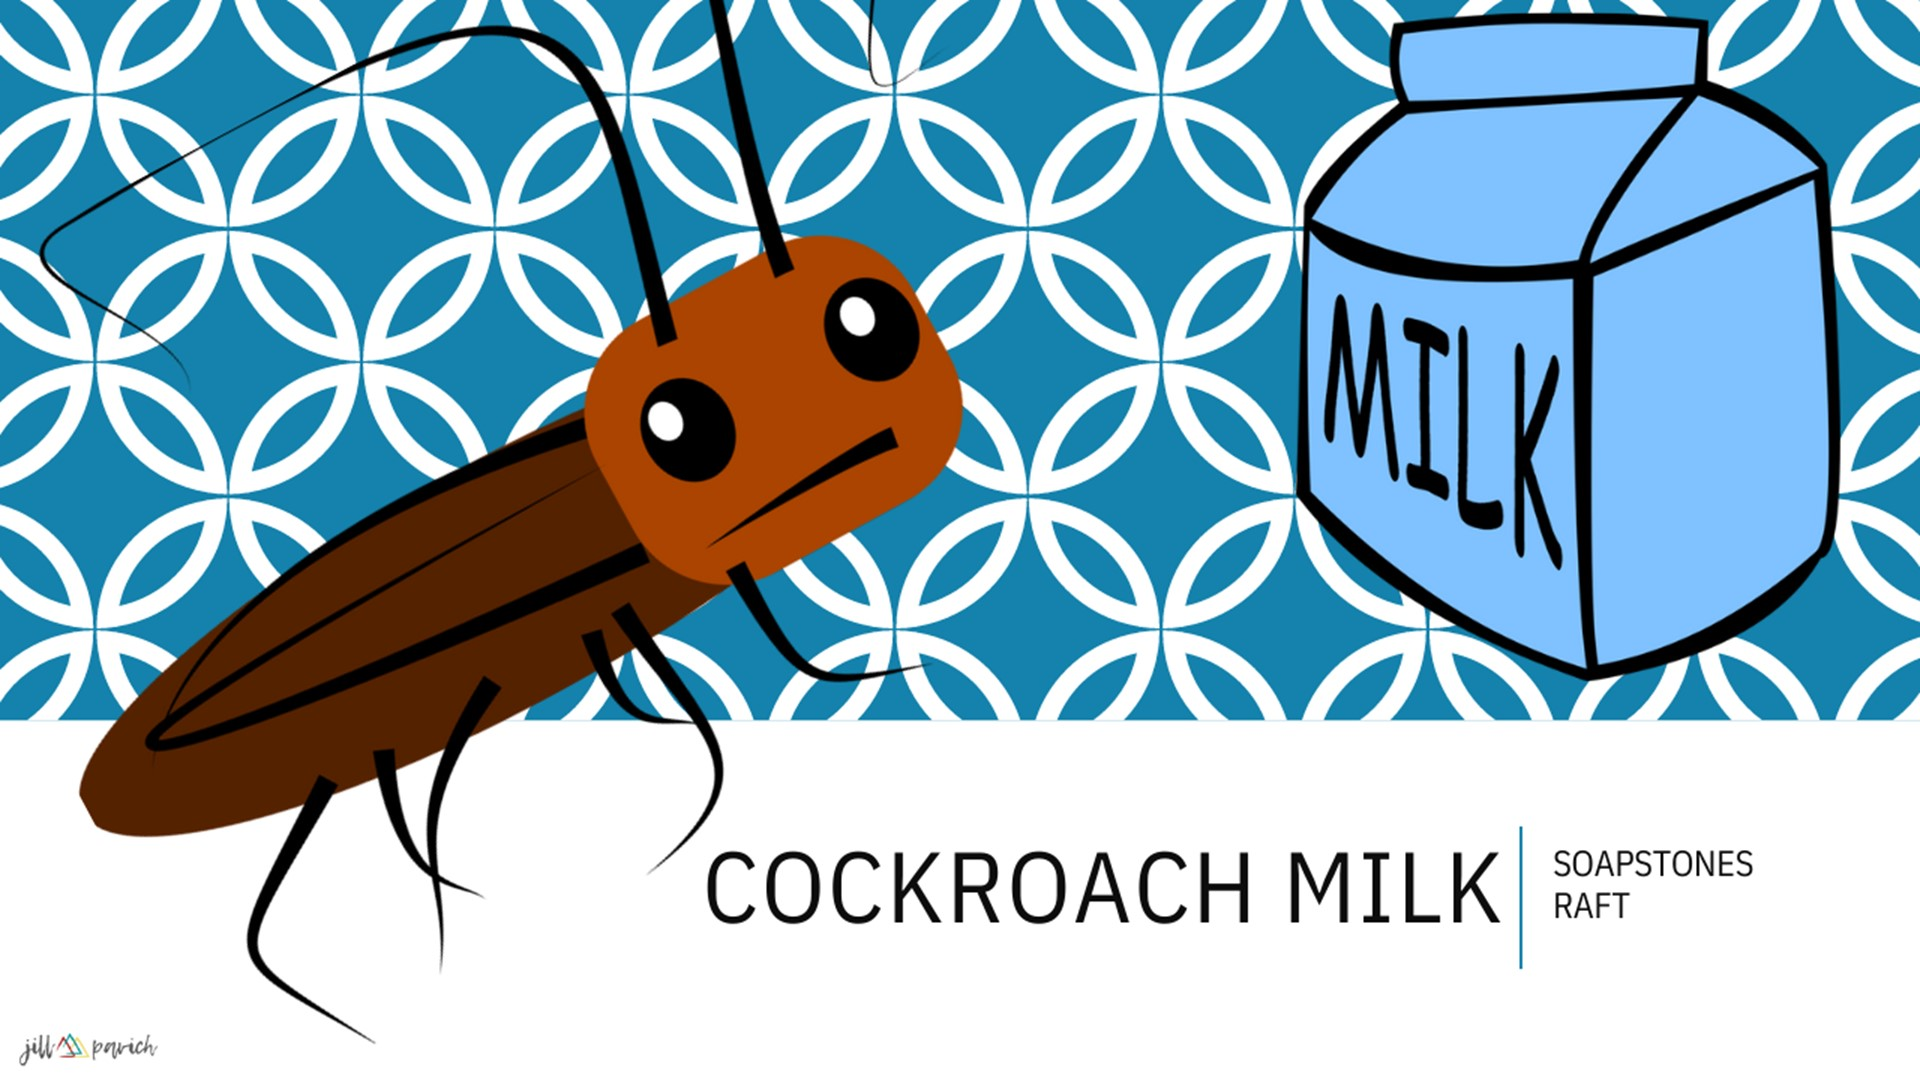 MILK
COCKROACH MILK
SOAPSTONES
RAFT
jill pavich